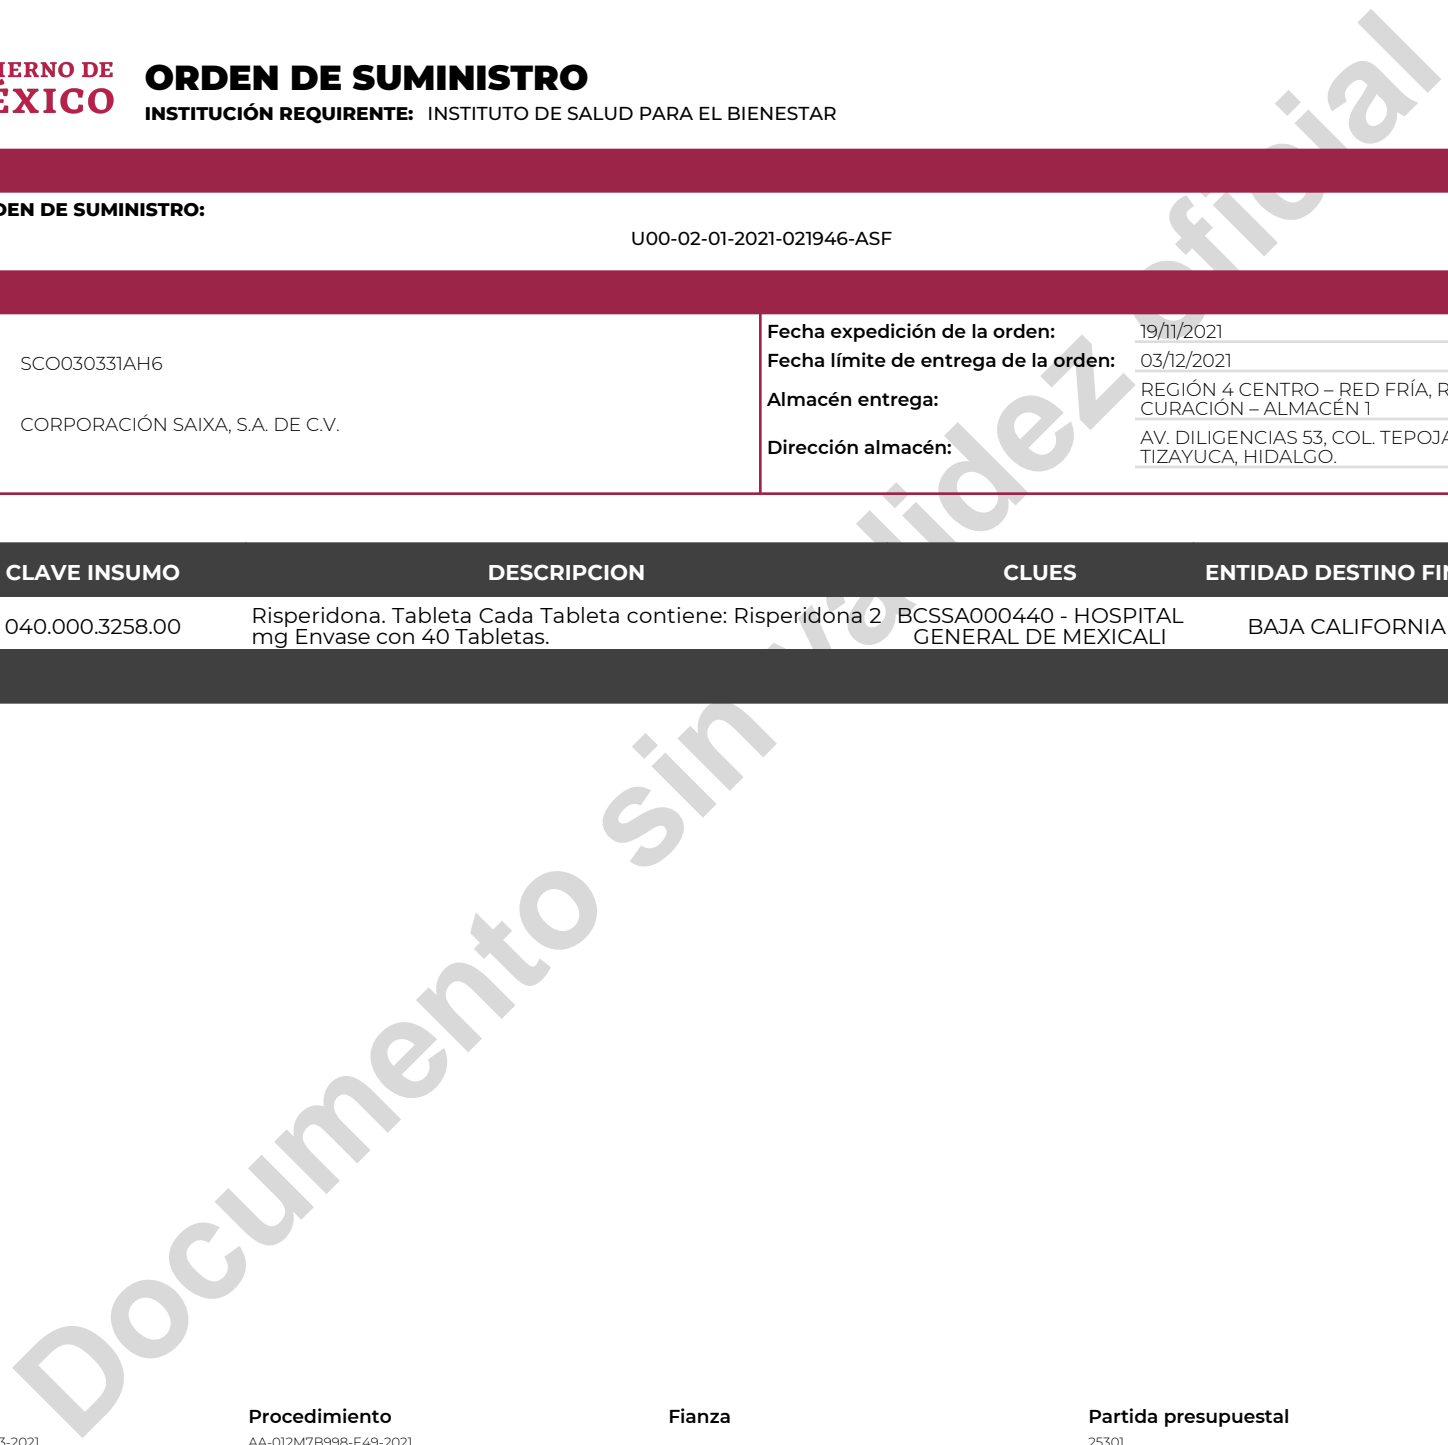 ORDEN DE SUMINISTRO
INSTITUCIÓN REQUIRENTE: INSTITUTO DE SALUD PARA EL BIENESTAR
DE
XICO
DE SUMINISTRO:
U00-02-01-2021-021946-ASF
SCO030331AH6
CORPORACIÓN SAIXA, S.A. DE C.V.
Fecha expedición de la orden: 19/11/2021
Fecha límite de entrega de la orden: 03/12/2021
Almacén entrega: REGIÓN 4 CENTRO – RED FRÍA,
CURACIÓN – ALMACÉN 1
Dirección almacén: AV. DILIGENCIAS 53, COL.
TIZAYUCA, HIDALGO.
CLAVE INSUMO DESCRIPCION CLUES ENTIDAD DESTINO
040.000.3258.00
Risperidona. Tableta Cada Tableta contiene: Risperidona 2
mg Envase con 40 Tabletas.
BCSSA000440 - HOSPITAL
GENERAL DE MEXICALI
BAJA CALIFORNIA
Documento sin validez oficial
Procedimiento Fianza Partida presupuestal
-2021 AA-012M7B998-E49-2021 25301